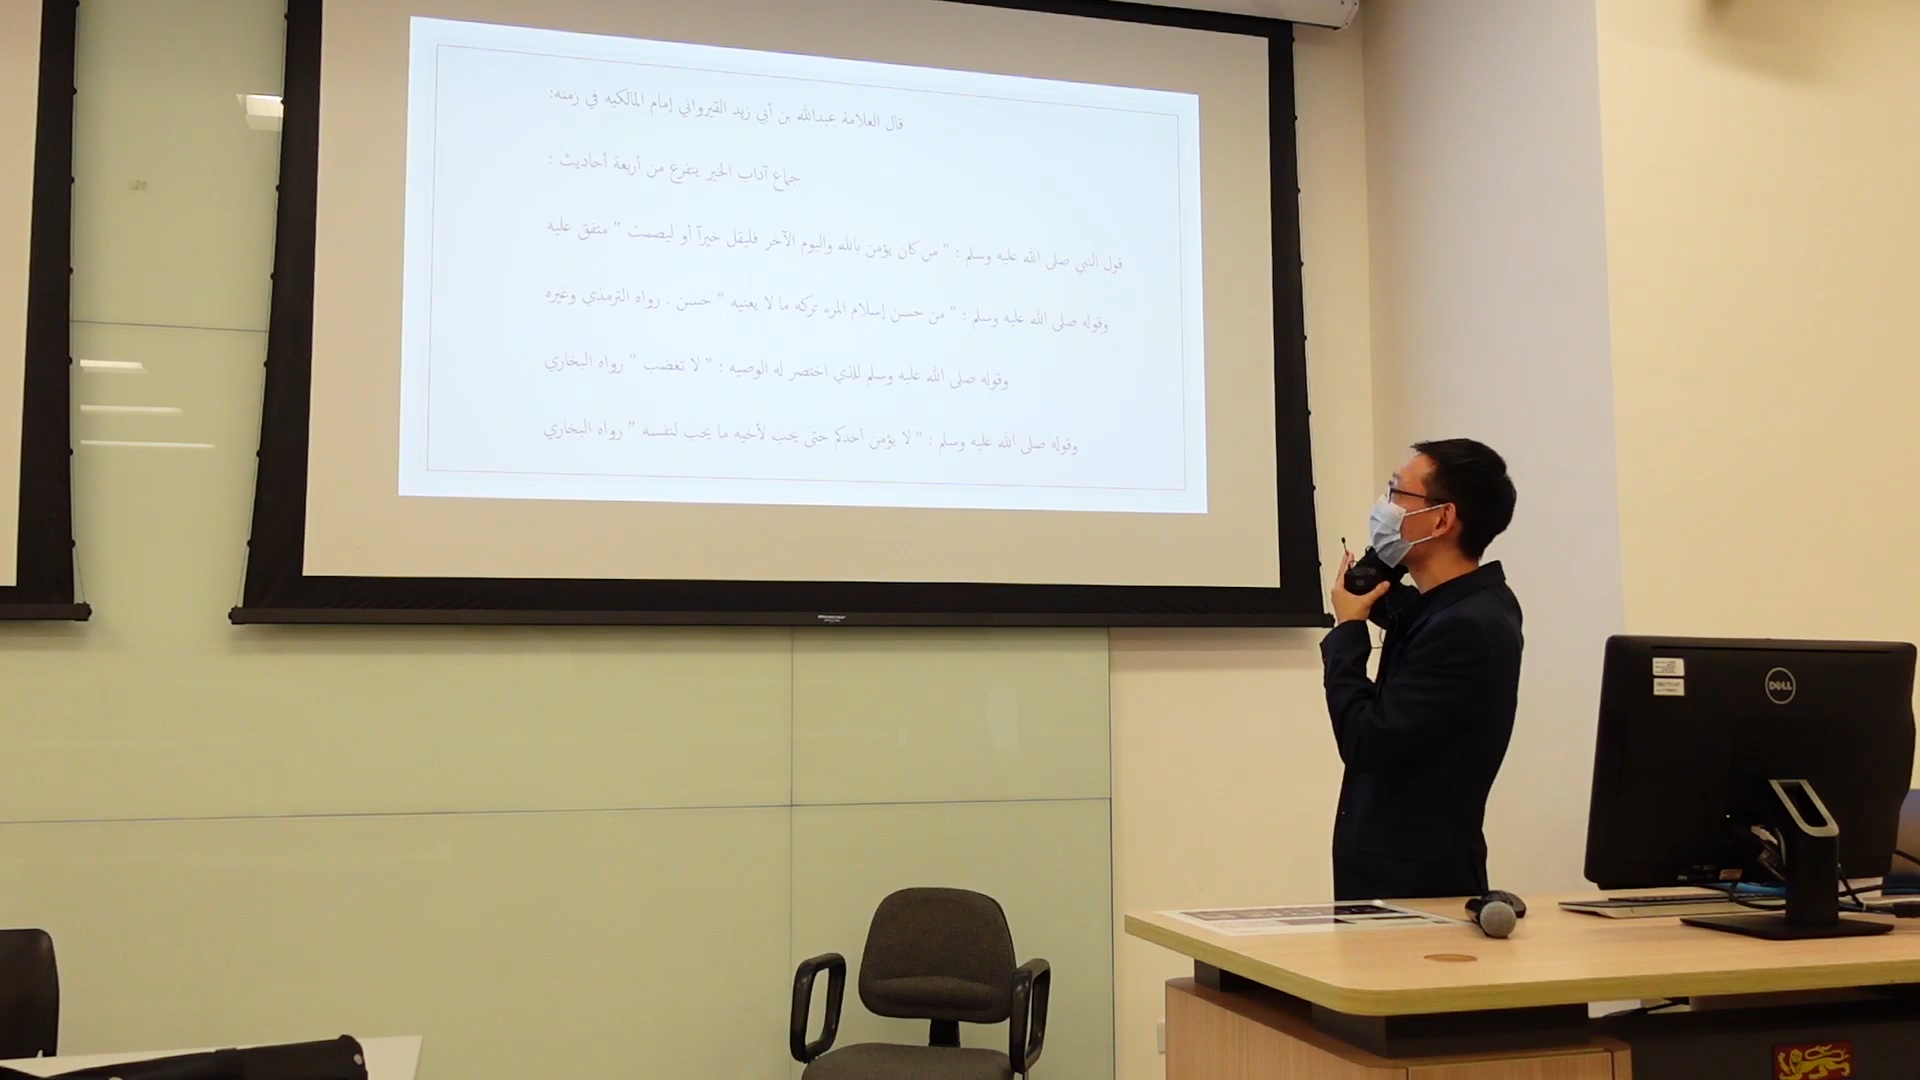 قال العلامة عبدالله بن أبي زيد القيرواني إمام المالكيه في زمنه:
جماع آداب الخير يتفرع من أربعة أحاديث :
قول النبي صلى الله عليه وسلم : " من كان يؤمن بالله واليوم الآخر فليقل خيراً أو ليصمت " متفق عليه
وقوله صلى الله عليه وسلم : " من حسن إسلام المرء تركه ما لا يعنيه " حسن . رواه الترمذي وغيره
وقوله صلى الله عليه وسلم للذي اختصر له الوصيه : " لا تغضب " رواه البخاري
وقوله صلى الله عليه وسلم : " لا يؤمن أحدكم حتى يحب لأخيه ما يحب لنفسه " رواه البخاري
DELL